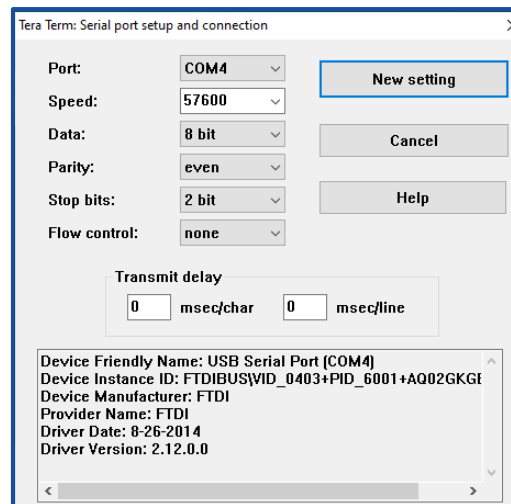 Tera Term: Serial port setup and connection
Port: COM4 New setting
Speed: 57600
Data: 8 bit Cancel
Parity: even
Stop bits: 2 bit Help
Flow control: none
Transmit delay
0 msec/char 0 msec/line
Device Friendly Name: USB Serial Port (COM4)
Device Instance ID: FTDIBUS\VID_0403+PID_6001+AQ02GKGE
Device Manufacturer: FTDI
Provider Name: FTDI
Driver Date: 8-26-2014
Driver Version: 2.12.0.0